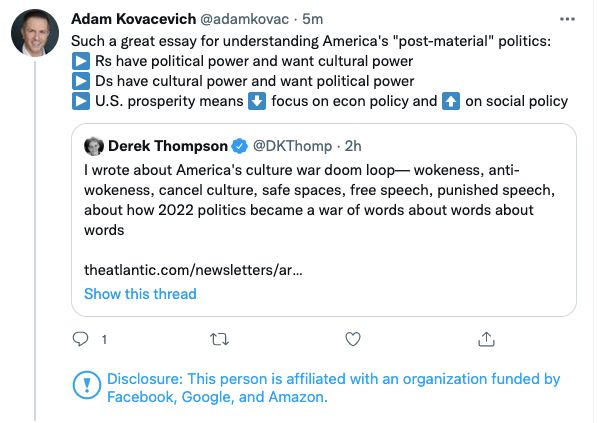 Adam Kovacevich @adamkovac · 5m
Such a great essay for understanding America's "post-material" politics:
▶️ Rs have political power and want cultural power
▶️ Ds have cultural power and want political power
▶️ U.S. prosperity means ⬇️ focus on econ policy and ⬆️ on social policy
Derek Thompson @DKThomp · 2h
I wrote about America's culture war doom loop— wokeness, anti-
wokeness, cancel culture, safe spaces, free speech, punished speech,
about how 2022 politics became a war of words about words about
words
theatlantic.com/newsletters/ar...
Show this thread
1
Disclosure: This person is affiliated with an organization funded by
Facebook, Google, and Amazon.